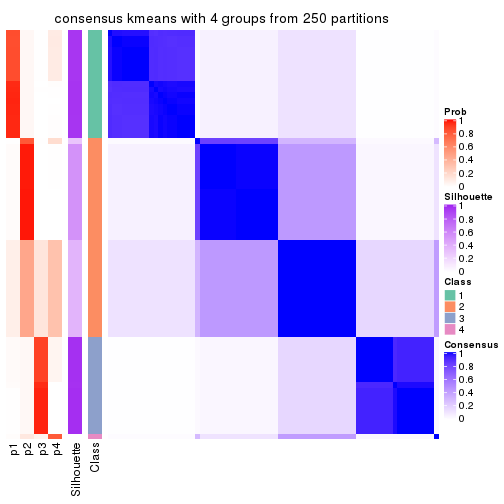 consensus kmeans with 4 groups from 250 partitions
Prob
1
0.8
0.6
0.4
0.2
0
Silhouette
1
0.8
0.6
0.4
0.2
0
Class
1
2
3
4
Consensus
1
0.8
0.6
0.4
0.2
0
p1
p2
p3
p4
Silhouette
Class